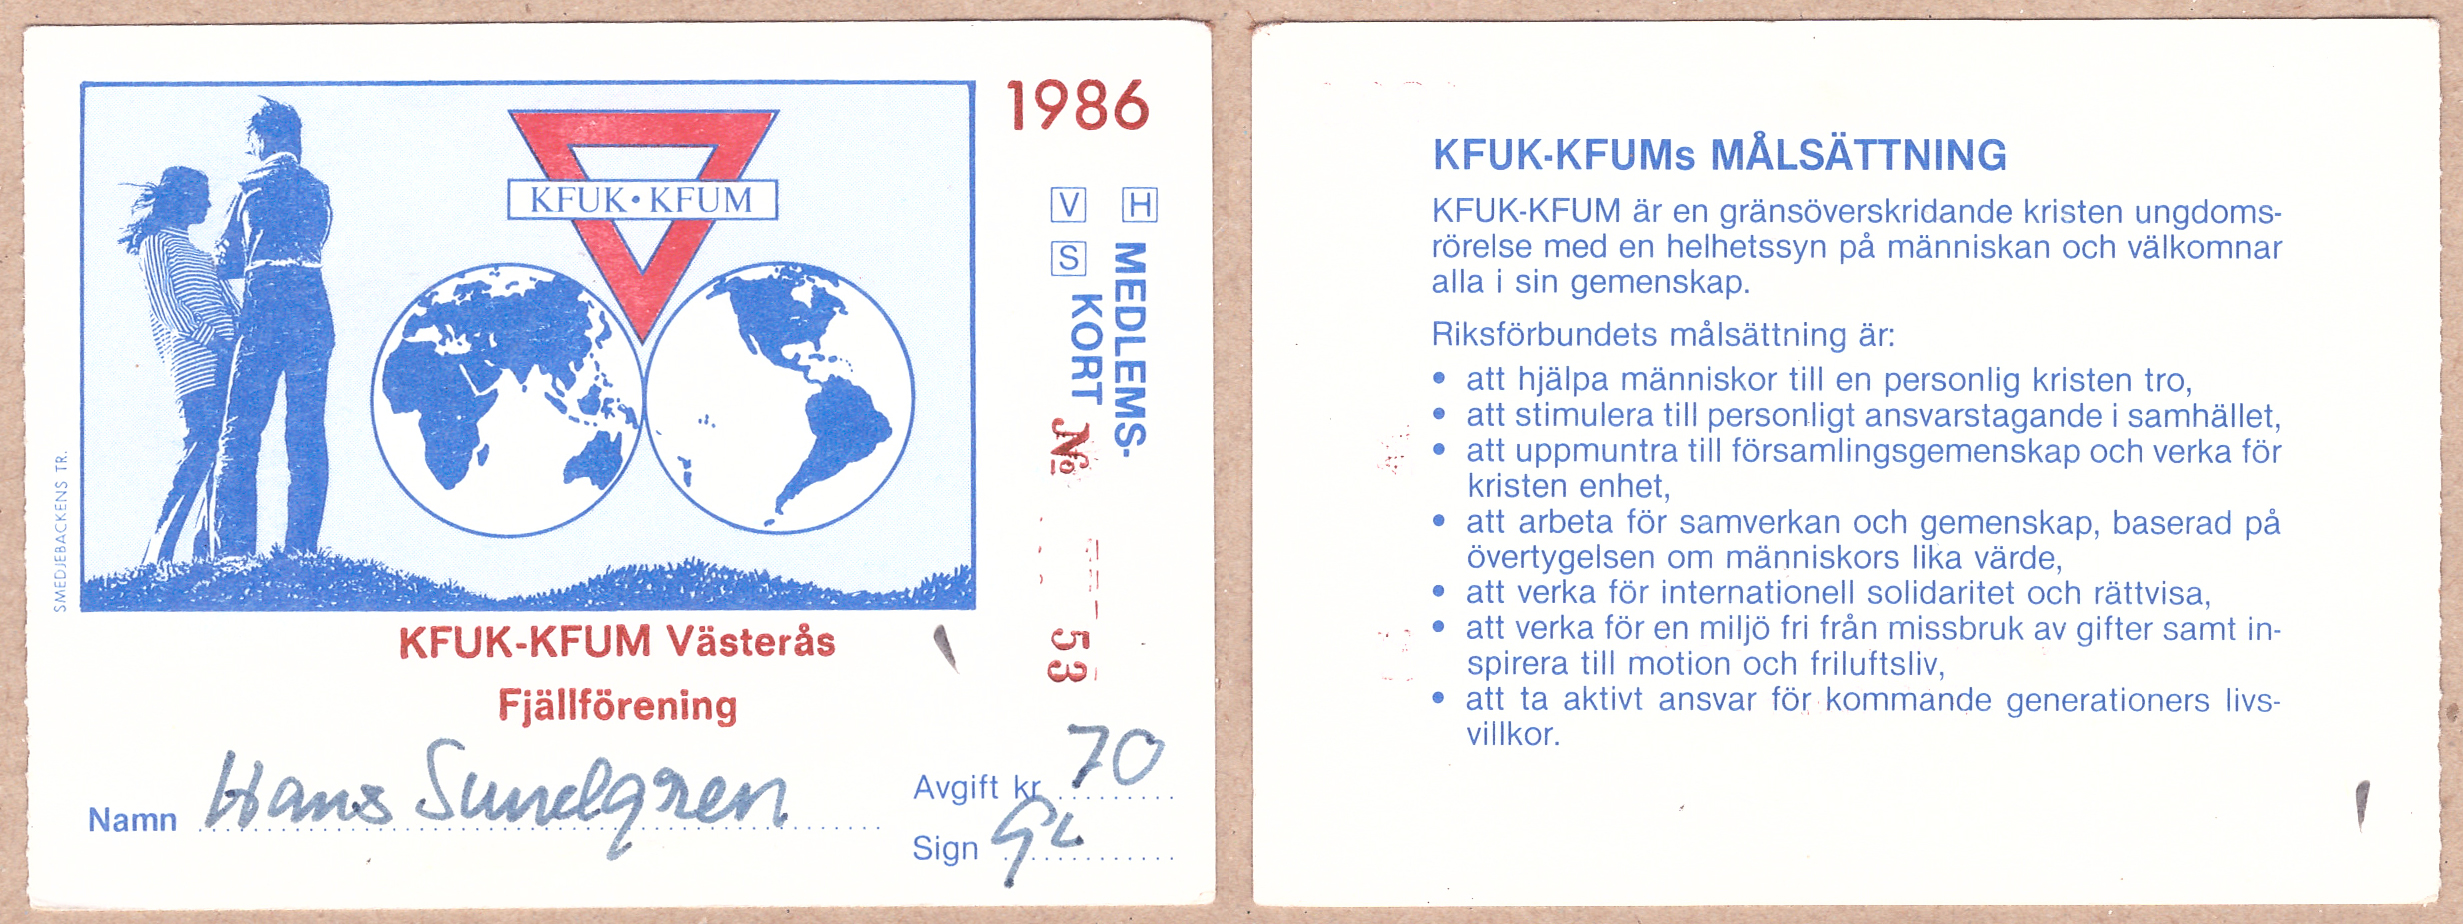 1986
KFUK•KFUM
V H
S
MEDLEMS-
KORT
No 53
SMEDJEBACKENS TR.
KFUK-KFUM Västerås
Fjällförening
Namn Hans Sundgren
Avgift kr 70
Sign GL
KFUK-KFUMs MÅLSÄTTNING
KFUK-KFUM är en gränsöverskridande kristen ungdoms-
rörelse med en helhetssyn på människan och välkomnar
alla i sin gemenskap.
Riksförbundets målsättning är:
• att hjälpa människor till en personlig kristen tro,
• att stimulera till personligt ansvarstagande i samhället,
• att uppmuntra till församlingsgemenskap och verka för
kristen enhet,
• att arbeta för samverkan och gemenskap, baserad på
övertygelsen om människors lika värde,
• att verka för internationell solidaritet och rättvisa,
• att verka för en miljö fri från missbruk av gifter samt in-
spirera till motion och friluftsliv,
• att ta aktivt ansvar för kommande generationers livs-
villkor.